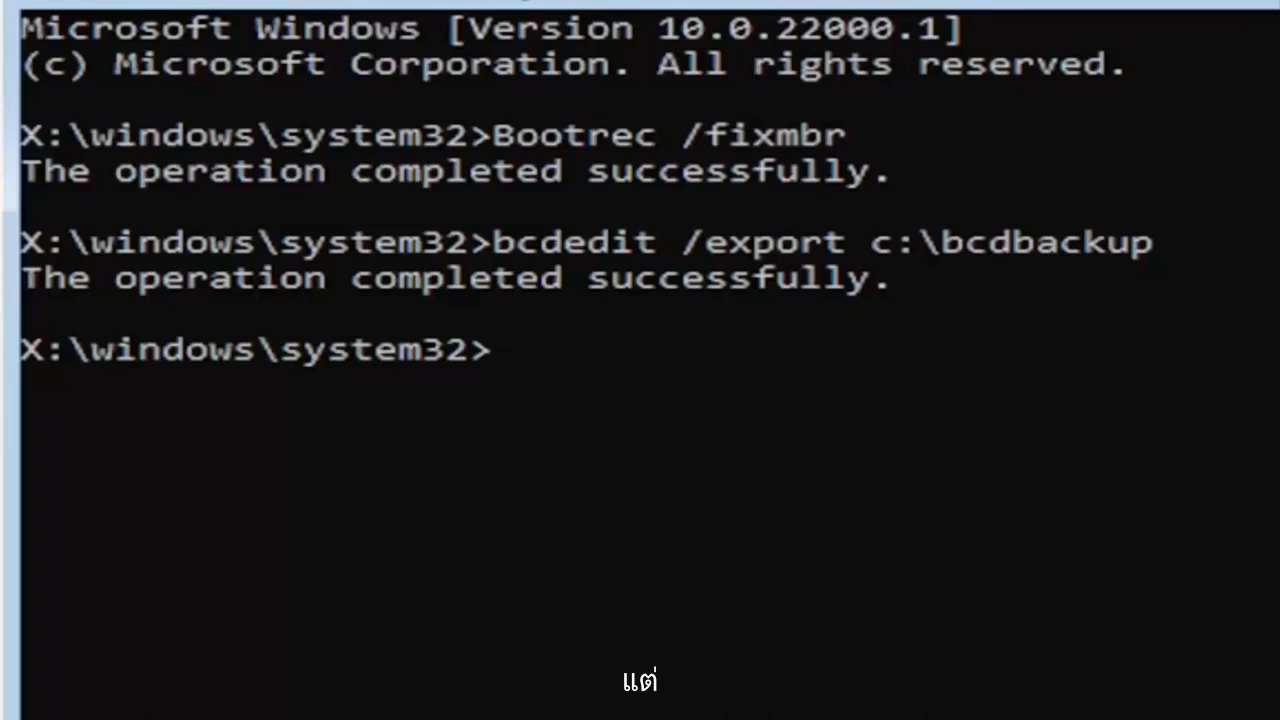 Microsoft Windows [Version 10.0.22000.1]
(c) Microsoft Corporation. All rights reserved.
X:\windows\system32>Bootrec /fixmbr
The operation completed successfully.
X:\windows\system32>bcdedit /export c:\bcdbackup
The operation completed successfully.
X:\windows\system32>
แต่